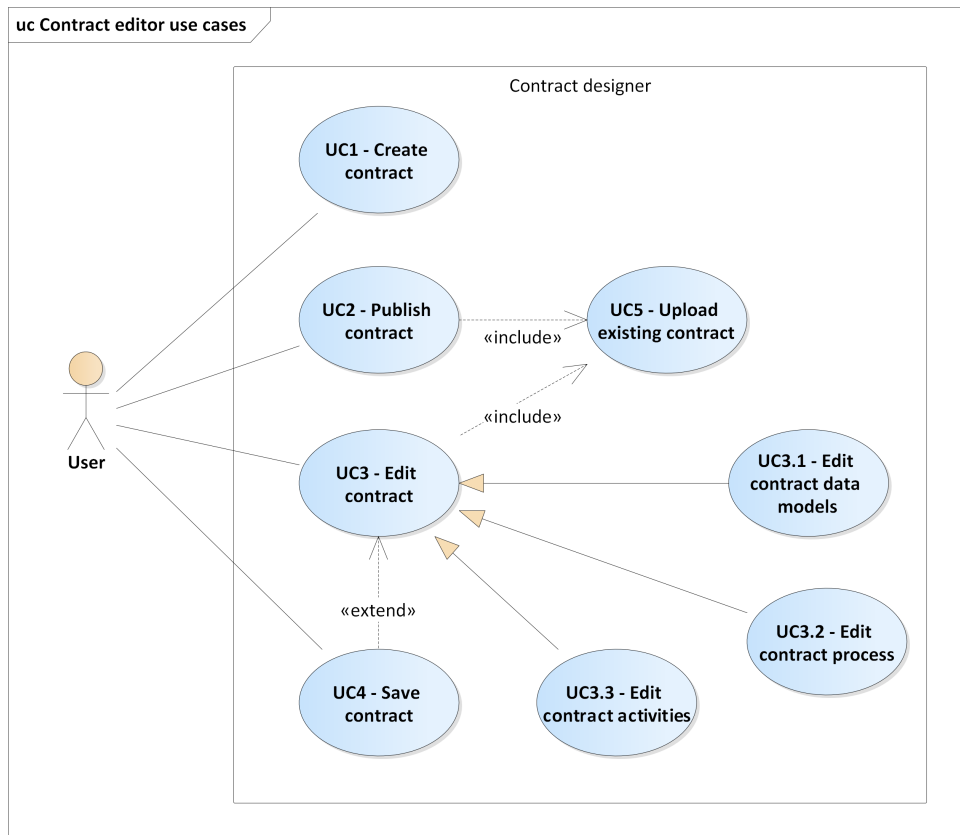 uc Contract editor use cases
Contract designer
UC1 - Create
contract
UC2 - Publish
contract
«include»
UC5 - Upload
existing contract
«include»
User
UC3 - Edit
contract
UC3.1 - Edit
contract data
models
«extend»
UC3.2 - Edit
contract process
UC4 - Save
contract
UC3.3 - Edit
contract activities